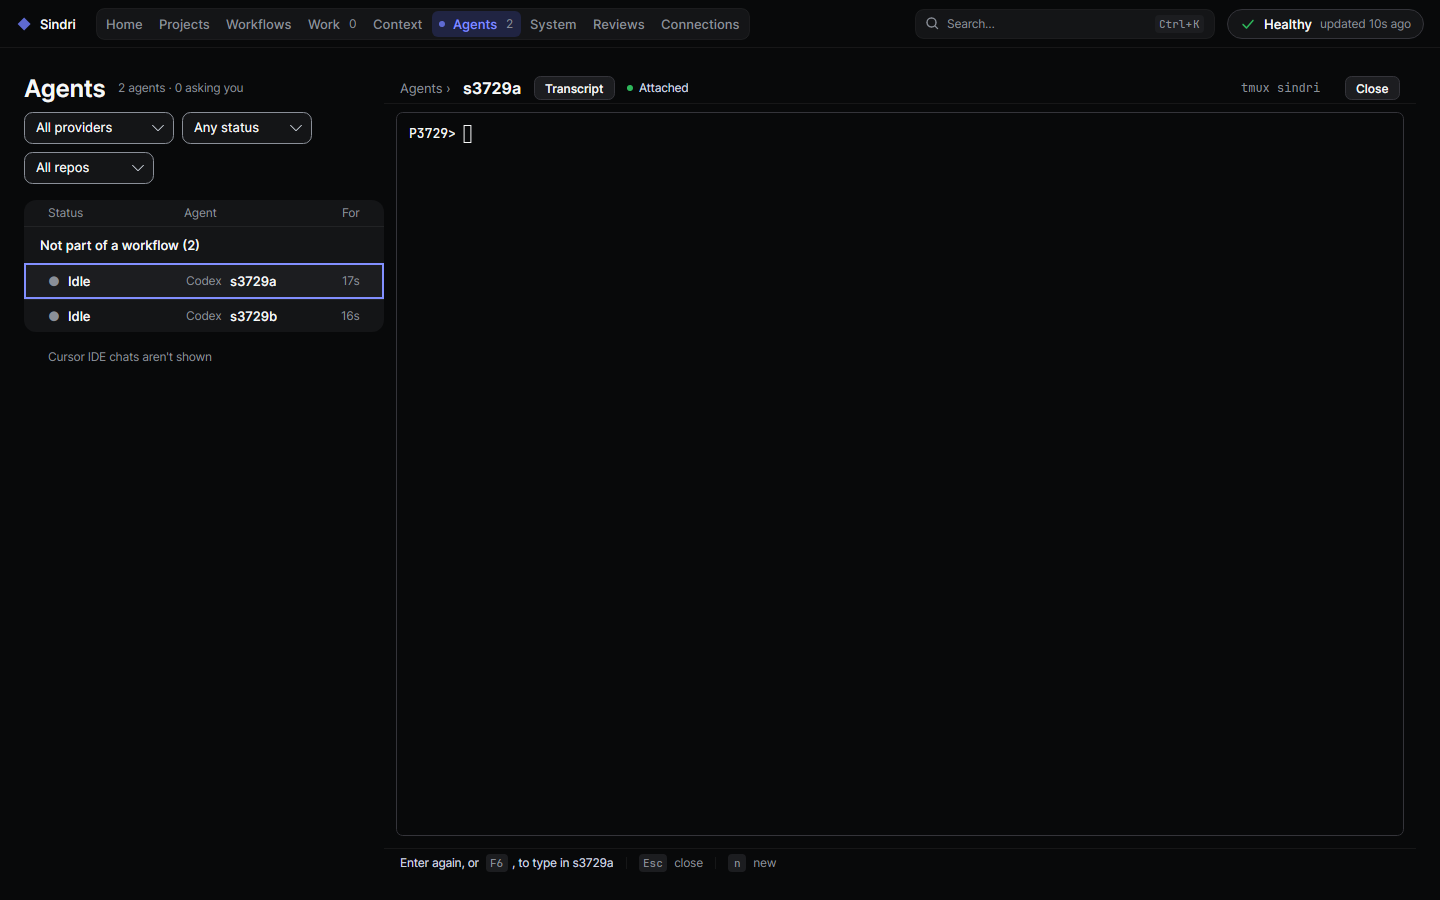 Sindri Home Projects Workflows Work 0 Context Agents 2 System Reviews Connections Search... Ctrl+K Healthy updated 10s ago
Agents 2 agents · 0 asking you
All providers Any status
All repos
Status Agent For
Not part of a workflow (2)
Idle Codex s3729a 17s
Idle Codex s3729b 16s
Cursor IDE chats aren't shown
Agents › s3729a Transcript Attached tmux sindri Close
P3729>
Enter again, or F6 , to type in s3729a Esc close n new